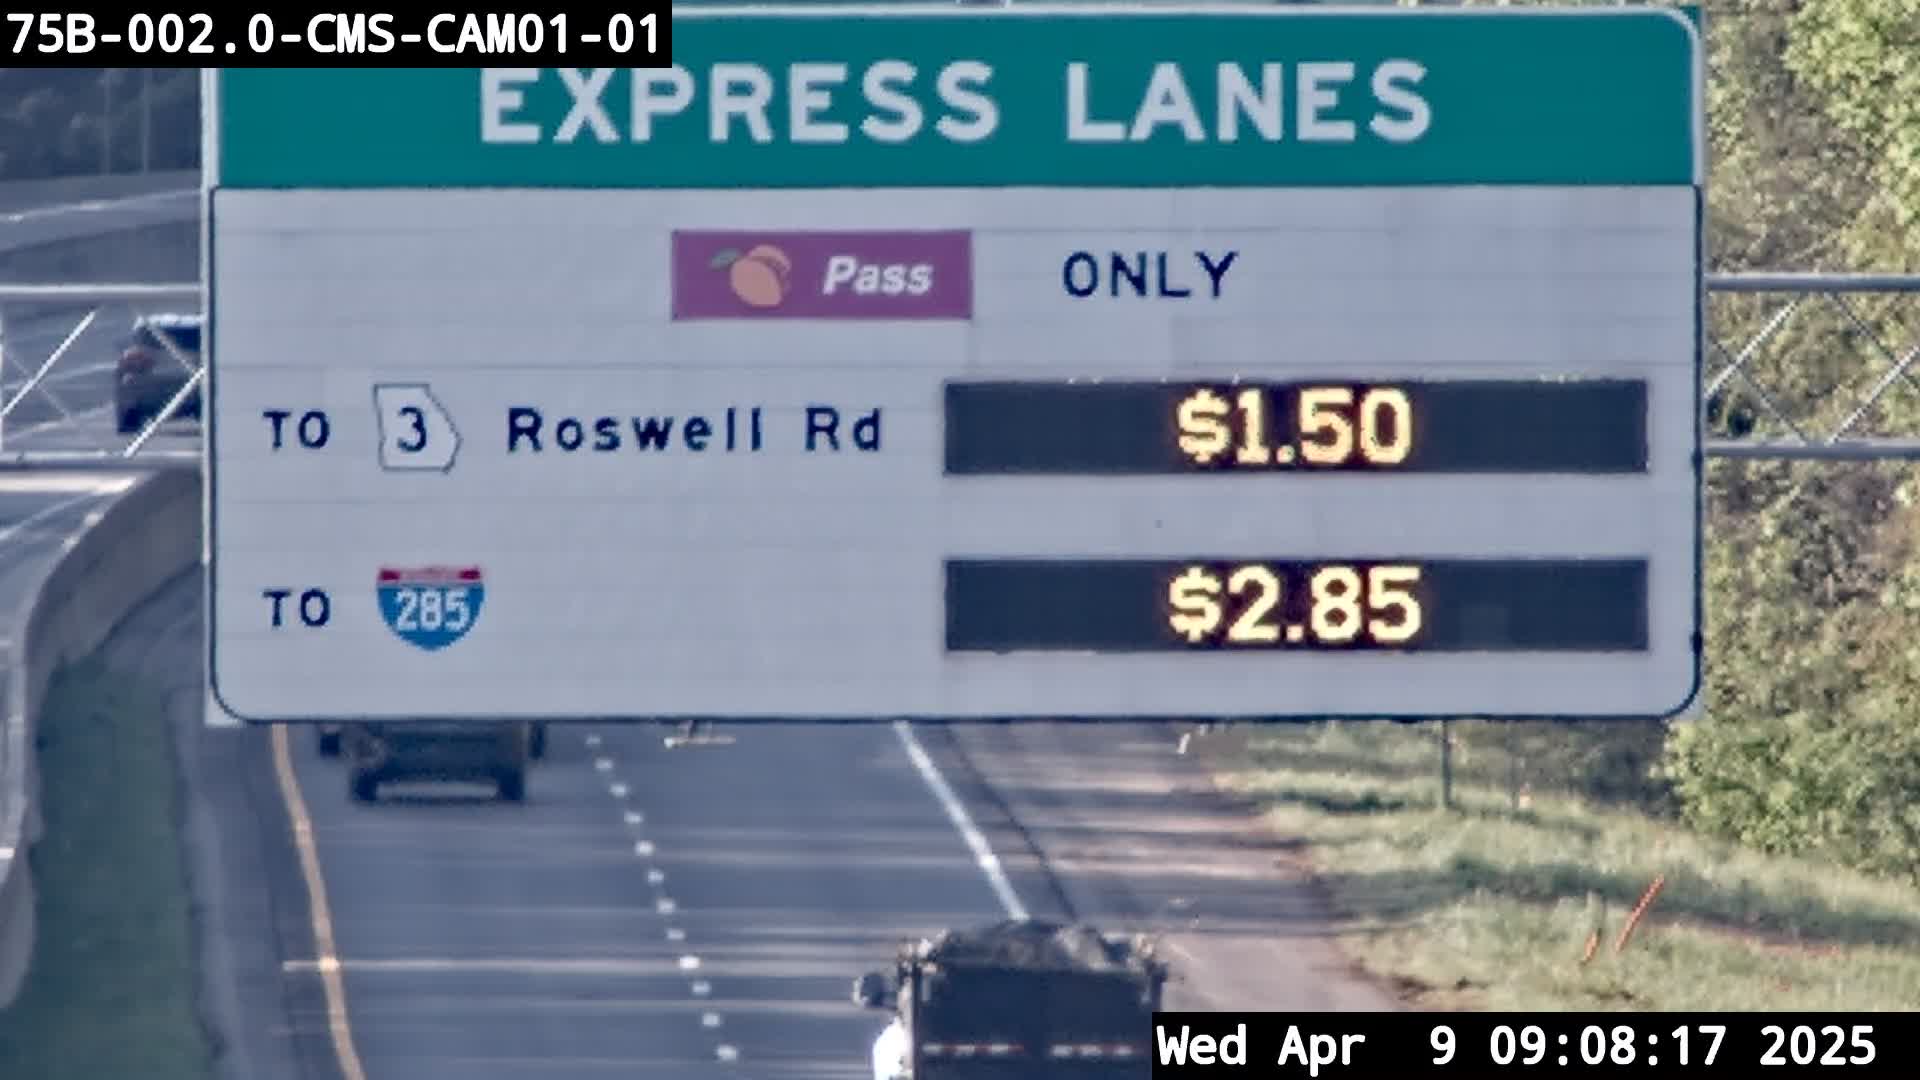 75B-002.0-CMS-CAM01-01
EXPRESS LANES
Pass ONLY
TO 3 Roswell Rd $1.50
TO 285 $2.85
Wed Apr 9 09:08:17 2025